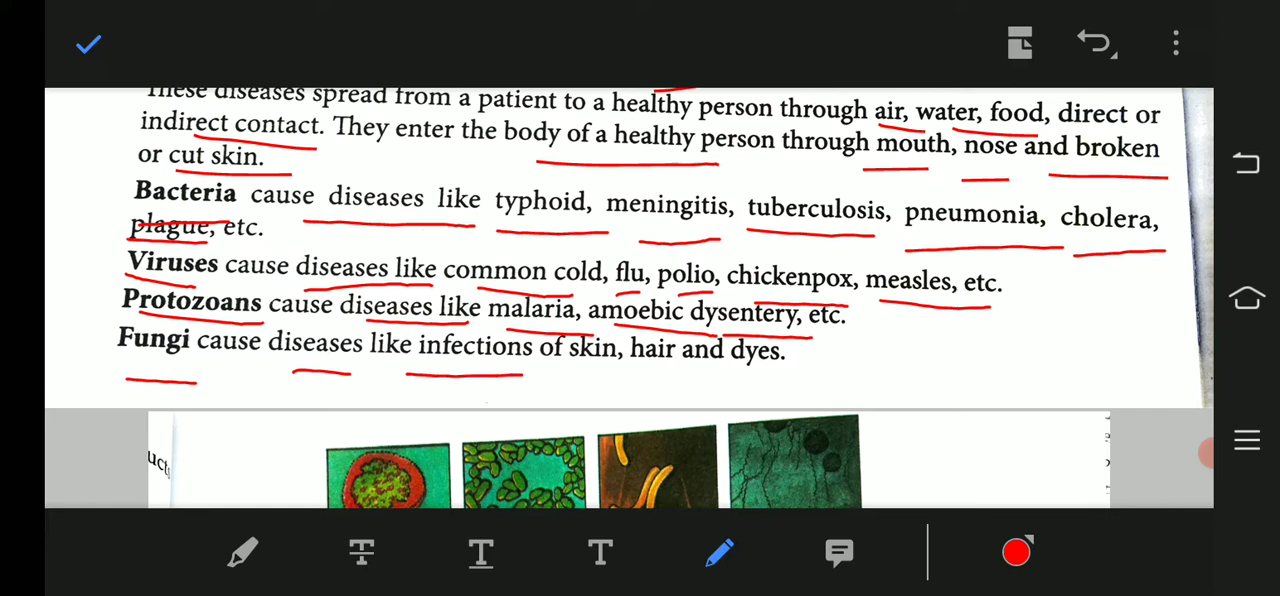 These diseases spread from a patient to a healthy person through air, water, food, direct or
indirect contact. They enter the body of a healthy person through mouth, nose and broken
or cut skin.
Bacteria cause diseases like typhoid, meningitis, tuberculosis, pneumonia, cholera,
plague, etc.
Viruses cause diseases like common cold, flu, polio, chickenpox, measles, etc.
Protozoans cause diseases like malaria, amoebic dysentery, etc.
Fungi cause diseases like infections of skin, hair and dyes.